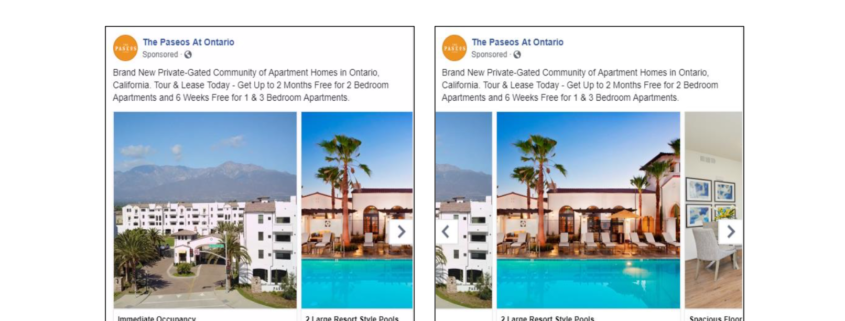 PASEOS
The Paseos At Ontario
Sponsored ·
Brand New Private-Gated Community of Apartment Homes in Ontario,
California. Tour & Lease Today - Get Up to 2 Months Free for 2 Bedroom
Apartments and 6 Weeks Free for 1 & 3 Bedroom Apartments.
Immediate Occupancy
2 Large Resort Style Pools
PASEOS
The Paseos At Ontario
Sponsored ·
Brand New Private-Gated Community of Apartment Homes in Ontario,
California. Tour & Lease Today - Get Up to 2 Months Free for 2 Bedroom
Apartments and 6 Weeks Free for 1 & 3 Bedroom Apartments.
2 Large Resort Style Pools
Spacious Floor